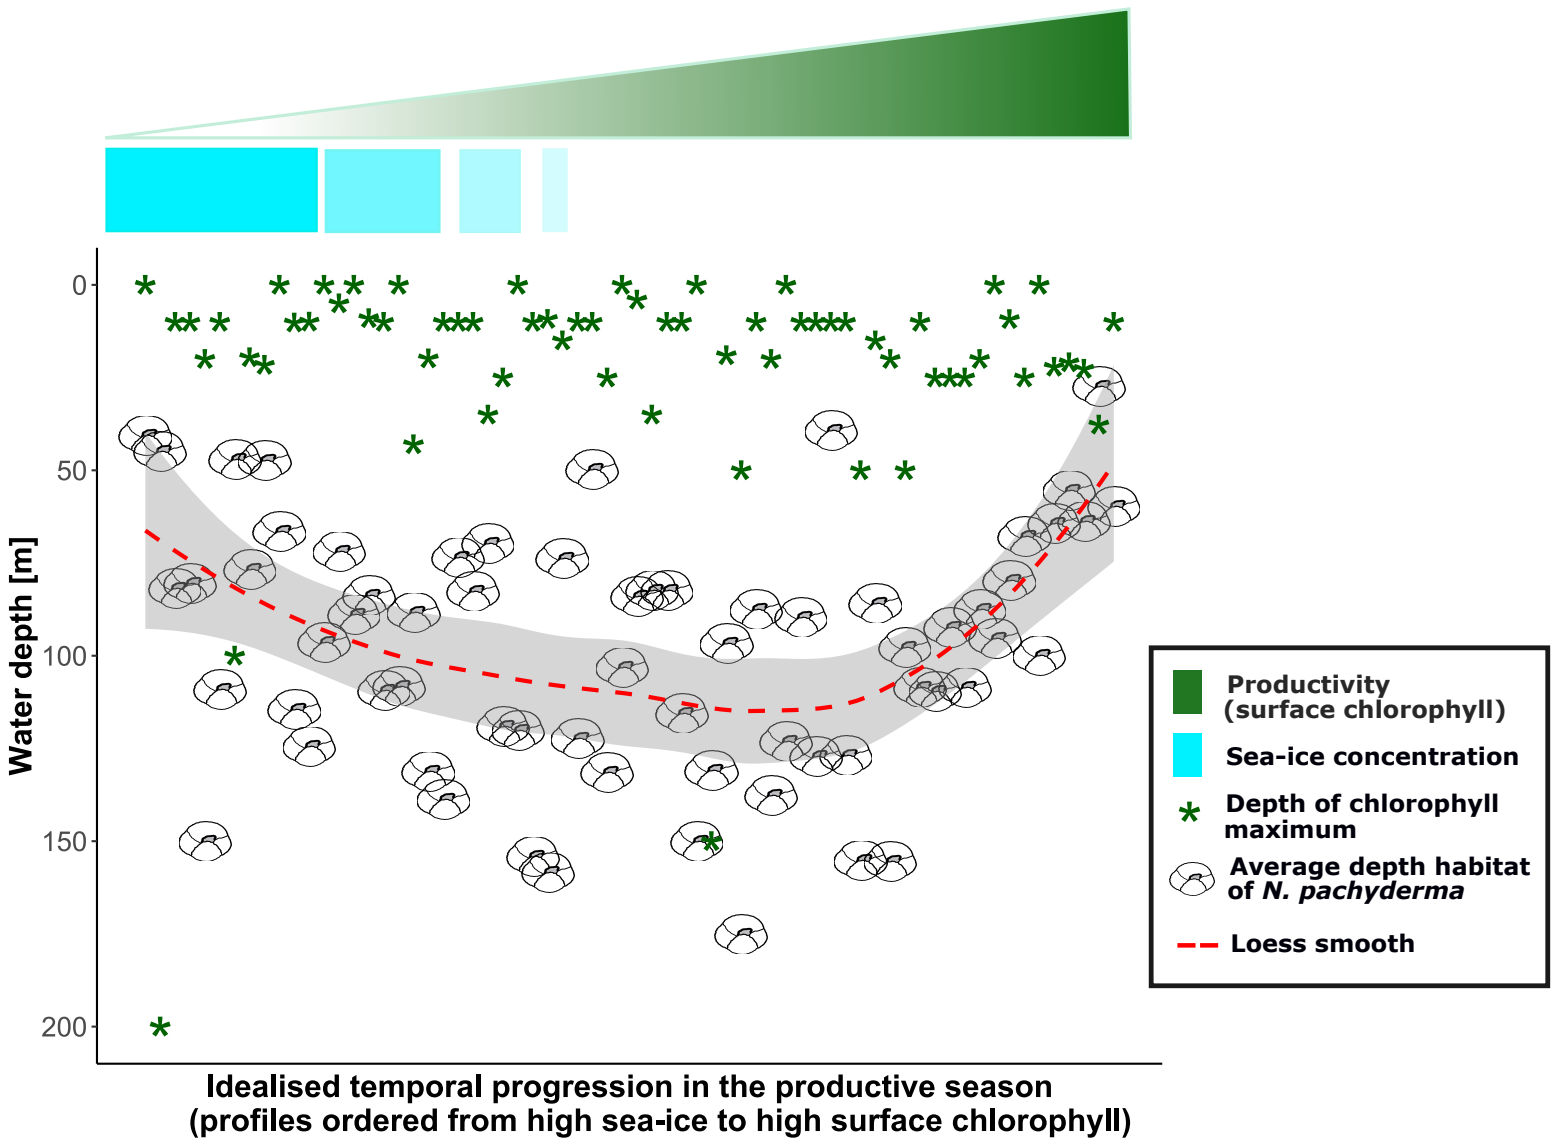 0
50
100
150
200
Water depth [m]
Idealised temporal progression in the productive season
(profiles ordered from high sea-ice to high surface chlorophyll)
Productivity
(surface chlorophyll)
Sea-ice concentration
Depth of chlorophyll
maximum
Average depth habitat
of N. pachyderma
Loess smooth